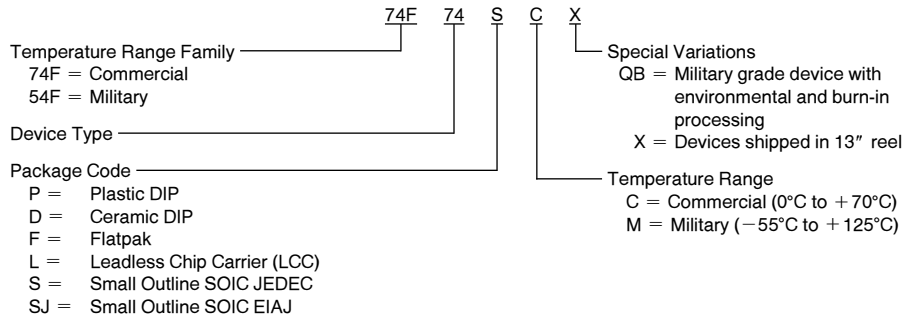 74F 74 S C X
Temperature Range Family
74F = Commercial
54F = Military
Device Type
Package Code
P = Plastic DIP
D = Ceramic DIP
F = Flatpak
L = Leadless Chip Carrier (LCC)
S = Small Outline SOIC JEDEC
SJ = Small Outline SOIC EIAJ
Special Variations
QB = Military grade device with
environmental and burn-in
processing
X = Devices shipped in 13″ reel
Temperature Range
C = Commercial (0°C to +70°C)
M = Military (−55°C to +125°C)